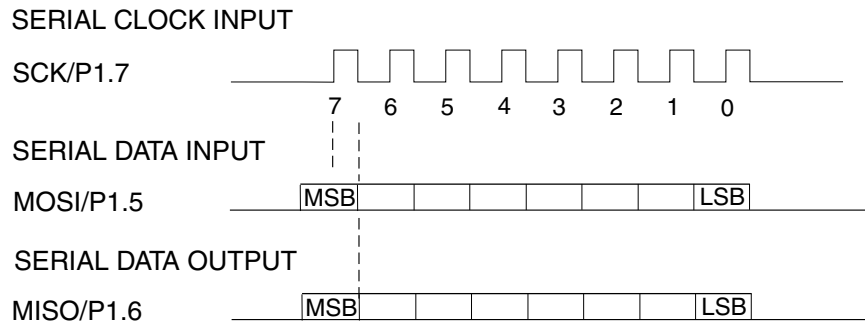 SERIAL CLOCK INPUT
SCK/P1.7
7 6 5 4 3 2 1 0
SERIAL DATA INPUT
MOSI/P1.5 MSB LSB
SERIAL DATA OUTPUT
MISO/P1.6 MSB LSB